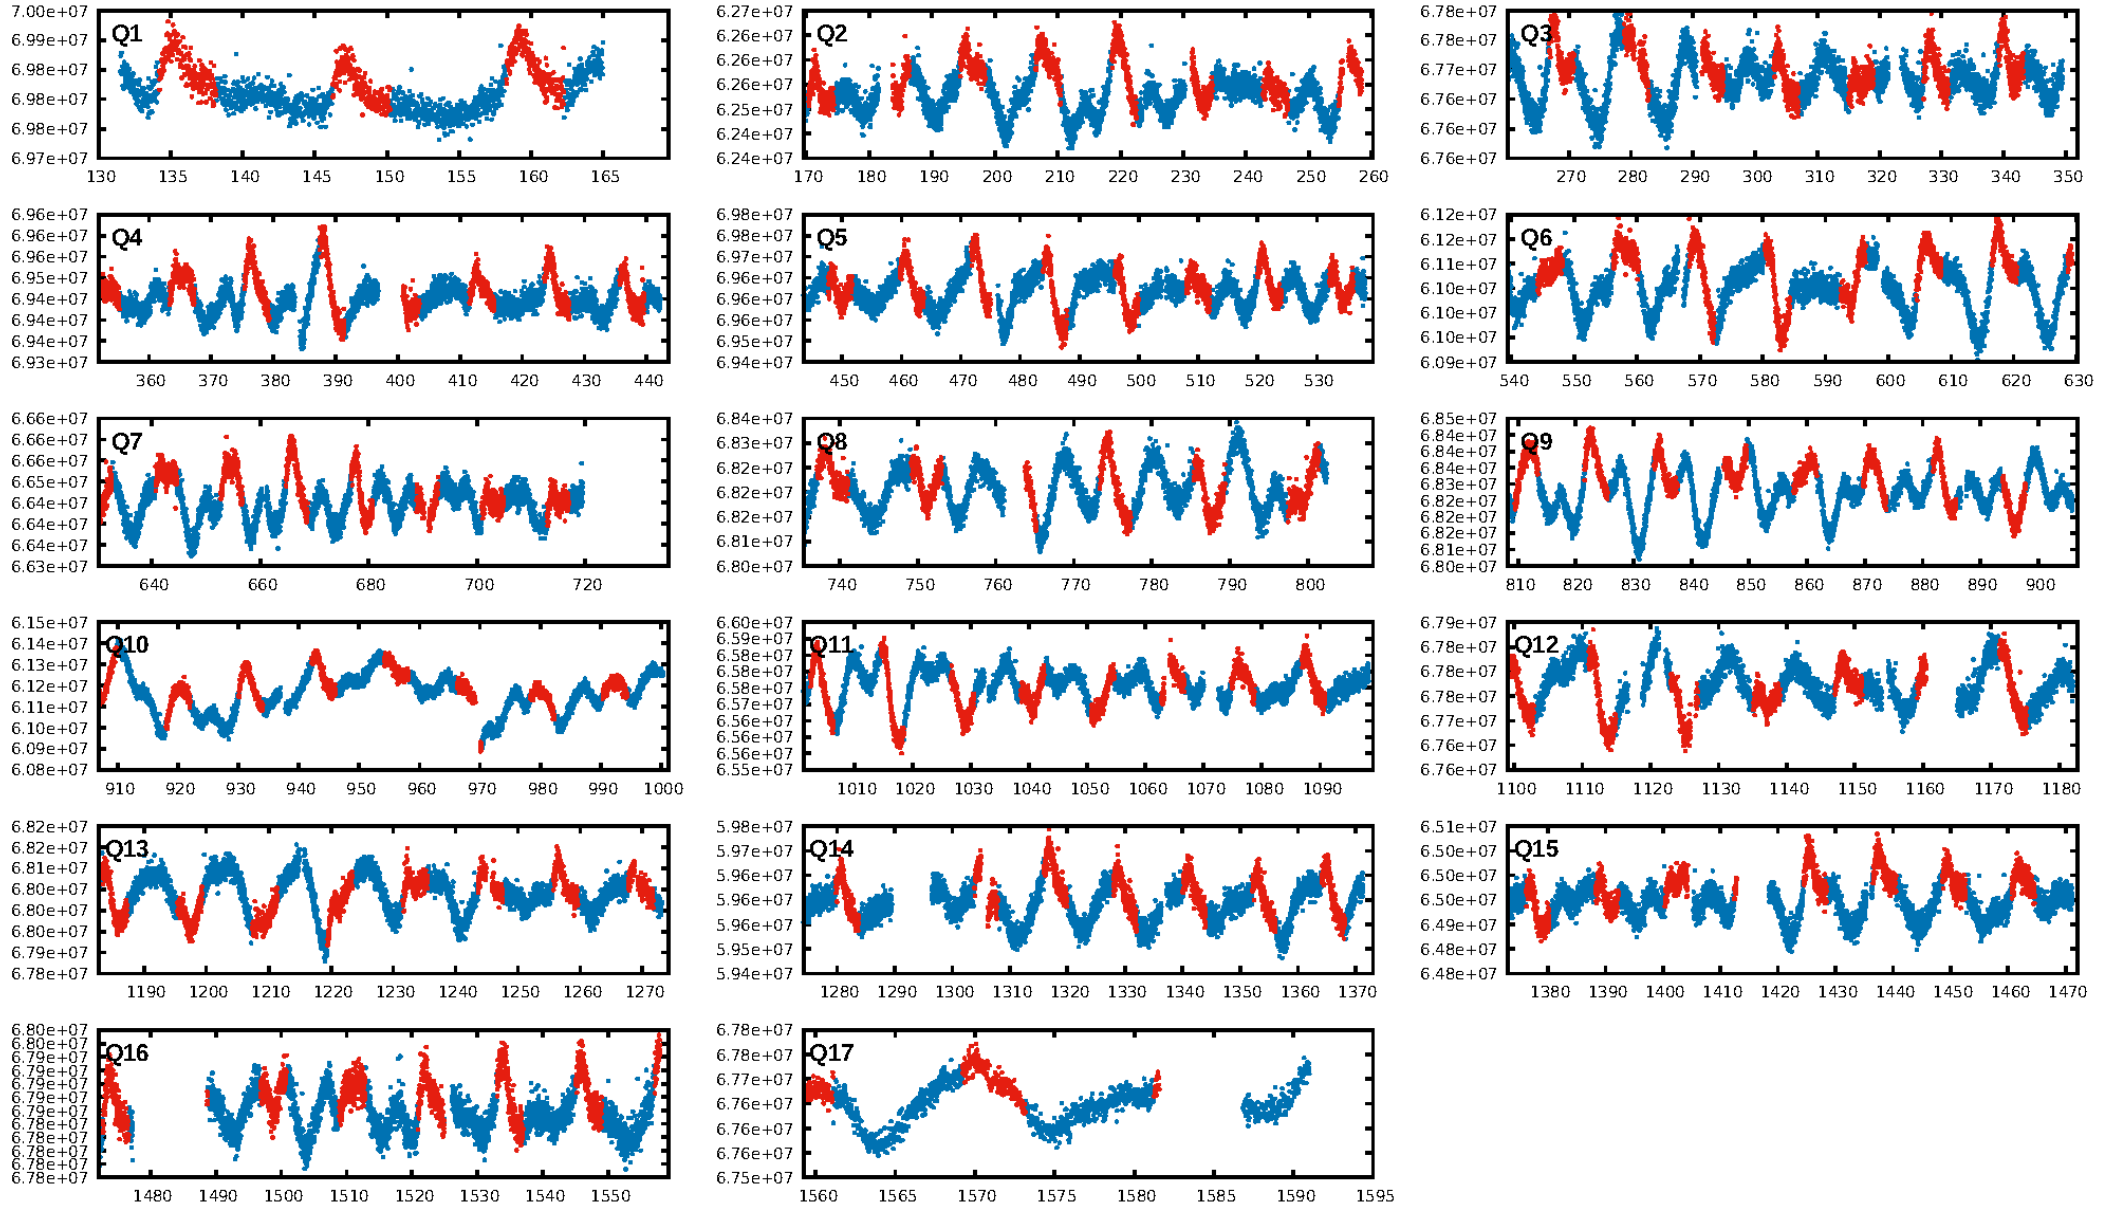 7.00e+07 6.99e+07 6.98e+07 6.98e+07 6.98e+07 6.97e+07
Q1
130 135 140 145 150 155 160 165
6.27e+07 6.26e+07 6.26e+07 6.25e+07 6.25e+07 6.24e+07 6.24e+07
Q2
170 180 190 200 210 220 230 240 250 260
6.78e+07 6.78e+07 6.77e+07 6.76e+07 6.76e+07 6.76e+07
Q3
270 280 290 300 310 320 330 340 350
6.96e+07 6.96e+07 6.96e+07 6.95e+07 6.94e+07 6.94e+07 6.94e+07 6.93e+07
Q4
360 370 380 390 400 410 420 430 440
6.98e+07 6.98e+07 6.97e+07 6.96e+07 6.96e+07 6.96e+07 6.95e+07 6.94e+07
Q5
450 460 470 480 490 500 510 520 530
6.12e+07 6.12e+07 6.11e+07 6.10e+07 6.10e+07 6.09e+07
Q6
540 550 560 570 580 590 600 610 620 630
6.66e+07 6.66e+07 6.66e+07 6.65e+07 6.64e+07 6.64e+07 6.64e+07 6.63e+07
Q7
640 660 680 700 720
6.84e+07 6.83e+07 6.82e+07 6.82e+07 6.82e+07 6.81e+07 6.80e+07
Q8
740 750 760 770 780 790 800
6.85e+07 6.84e+07 6.84e+07 6.84e+07 6.83e+07 6.82e+07 6.82e+07 6.82e+07 6.81e+07 6.80e+07
Q9
810 820 830 840 850 860 870 880 890 900
6.15e+07 6.14e+07 6.13e+07 6.12e+07 6.11e+07 6.10e+07 6.09e+07 6.08e+07
Q10
910 920 930 940 950 960 970 980 990 1000
6.60e+07 6.59e+07 6.58e+07 6.58e+07 6.58e+07 6.57e+07 6.56e+07 6.56e+07 6.56e+07 6.55e+07
Q11
1010 1020 1030 1040 1050 1060 1070 1080 1090
6.79e+07 6.78e+07 6.78e+07 6.78e+07 6.77e+07 6.76e+07 6.76e+07
Q12
1100 1110 1120 1130 1140 1150 1160 1170 1180
6.82e+07 6.82e+07 6.81e+07 6.80e+07 6.80e+07 6.80e+07 6.79e+07 6.78e+07
Q13
1190 1200 1210 1220 1230 1240 1250 1260 1270
5.98e+07 5.97e+07 5.96e+07 5.96e+07 5.96e+07 5.95e+07 5.94e+07
Q14
1280 1290 1300 1310 1320 1330 1340 1350 1360 1370
6.51e+07 6.50e+07 6.50e+07 6.50e+07 6.49e+07 6.48e+07 6.48e+07
Q15
1380 1390 1400 1410 1420 1430 1440 1450 1460 1470
6.80e+07 6.80e+07 6.79e+07 6.79e+07 6.79e+07 6.79e+07 6.79e+07 6.78e+07 6.78e+07 6.78e+07 6.78e+07 6.78e+07
Q16
1480 1490 1500 1510 1520 1530 1540 1550
6.78e+07 6.78e+07 6.77e+07 6.76e+07 6.76e+07 6.76e+07 6.75e+07
Q17
1560 1565 1570 1575 1580 1585 1590 1595